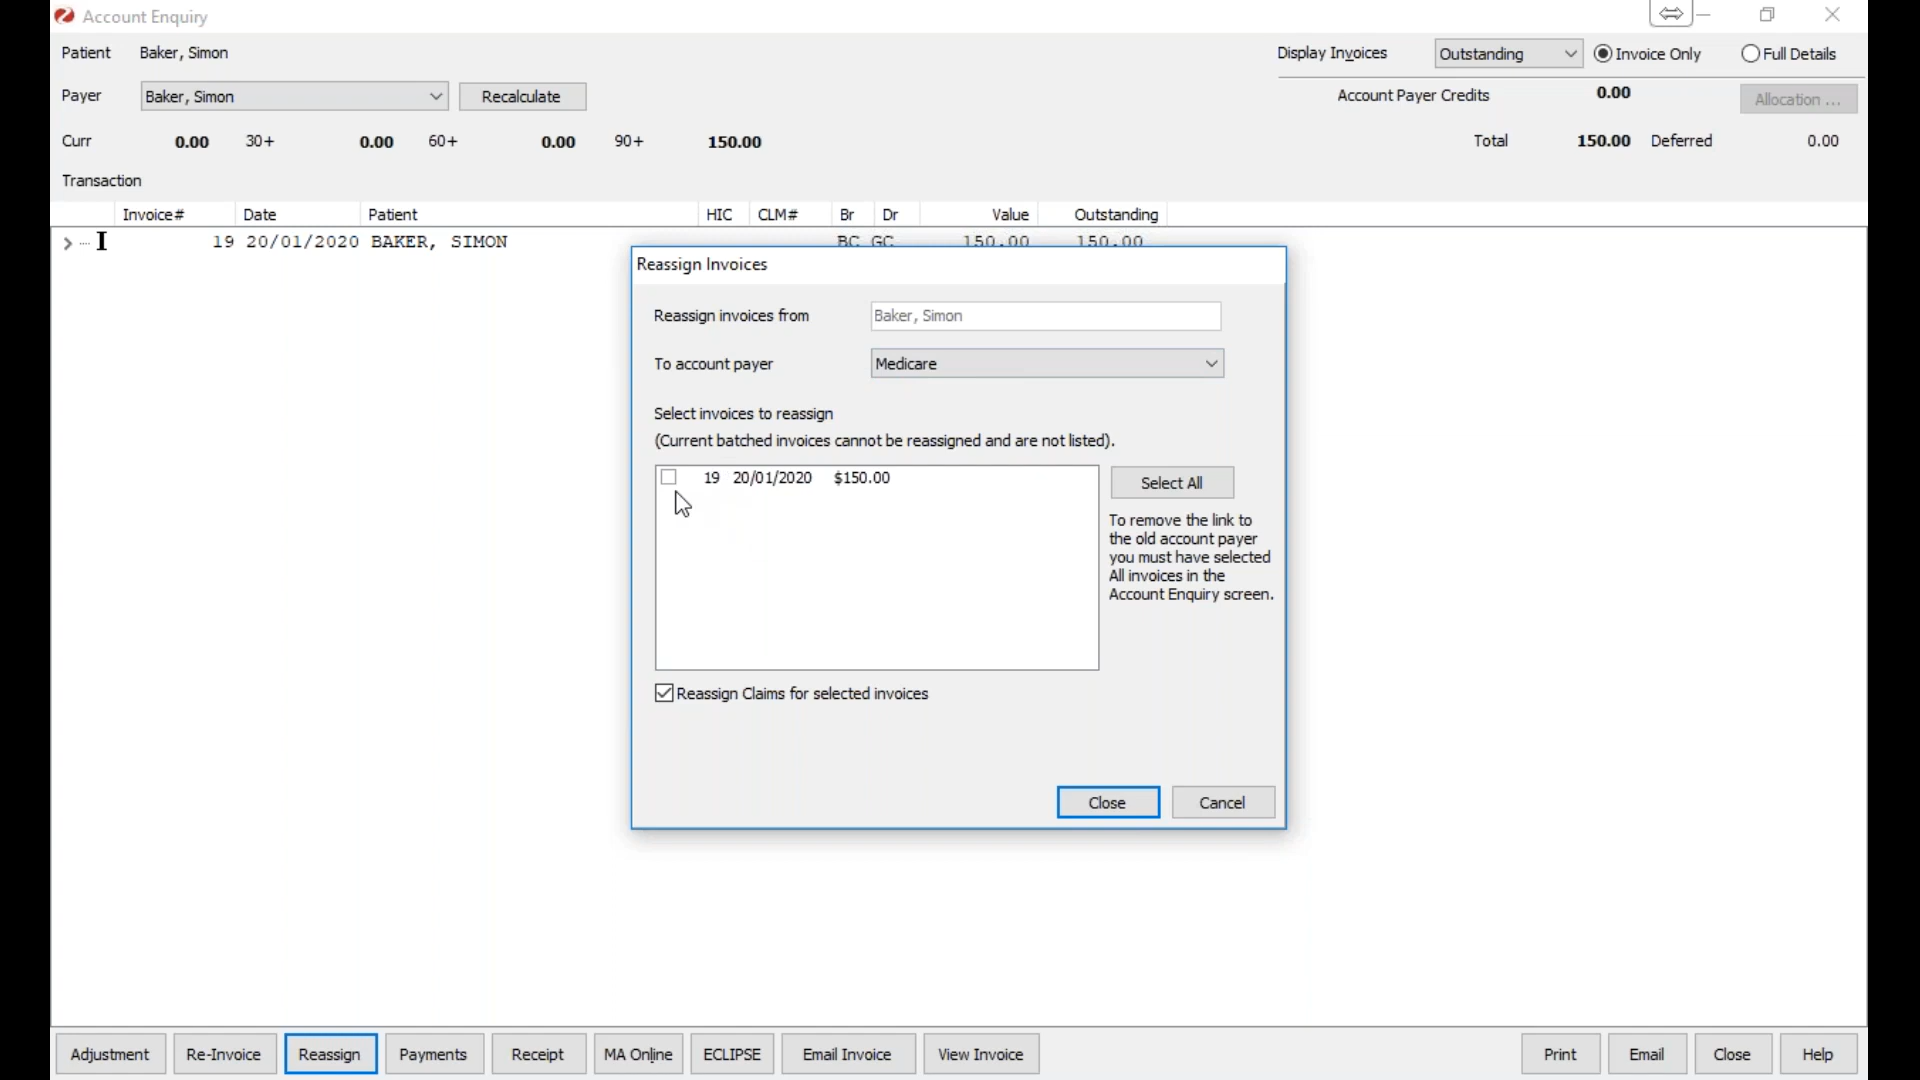 Account Enquiry
Patient Baker, Simon Display Invoices Outstanding Invoice Only Full Details
Payer Baker, Simon Recalculate Account Payer Credits 0.00 Allocation ...
Curr 0.00 30+ 0.00 60+ 0.00 90+ 150.00 Total 150.00 Deferred 0.00
Transaction
Invoice# Date Patient HIC CLM# Br Dr Value Outstanding
19 20/01/2020 BAKER, SIMON BC GC 150.00 150.00
Reassign Invoices
Reassign invoices from Baker, Simon
To account payer Medicare
Select invoices to reassign
(Current batched invoices cannot be reassigned and are not listed).
19 20/01/2020 $150.00
Select All
To remove the link to
the old account payer
you must have selected
All invoices in the
Account Enquiry screen.
Reassign Claims for selected invoices
Close Cancel
Adjustment Re-Invoice Reassign Payments Receipt MA Online ECLIPSE Email Invoice View Invoice Print Email Close Help